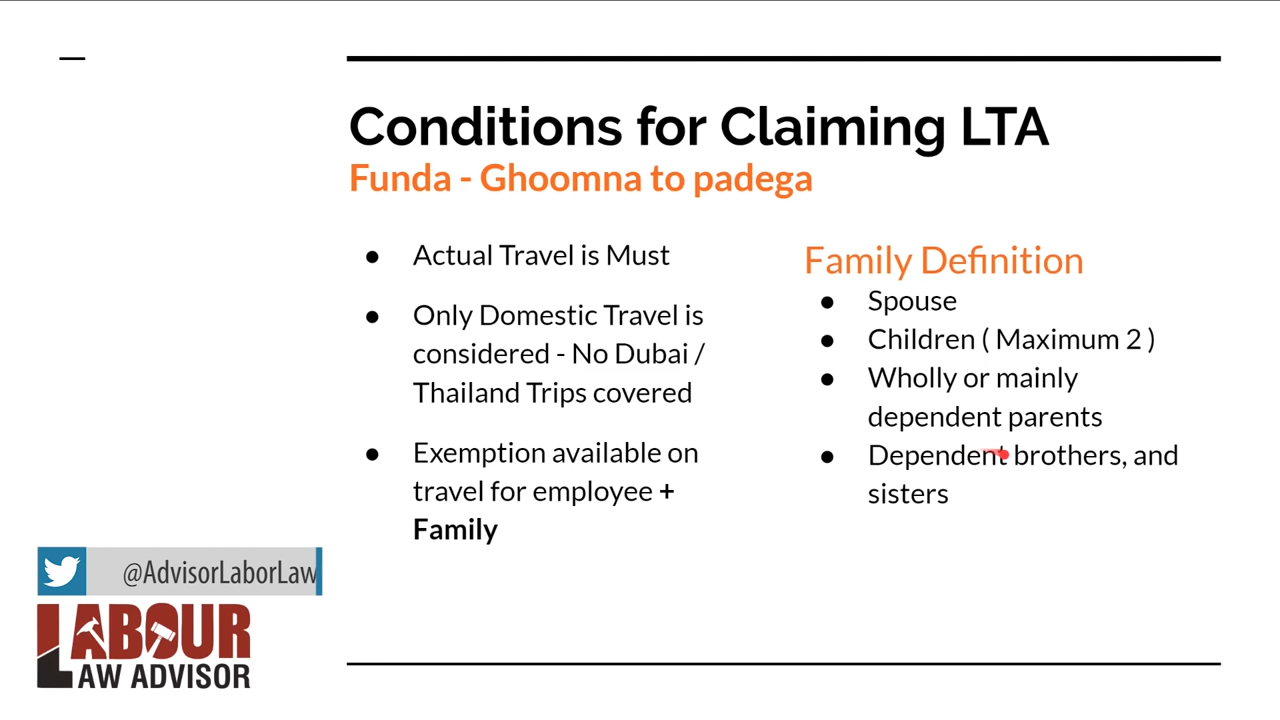 Conditions for Claiming LTA
Funda - Ghoomna to padega
● Actual Travel is Must
● Only Domestic Travel is
considered - No Dubai /
Thailand Trips covered
● Exemption available on
travel for employee +
Family
Family Definition
● Spouse
● Children ( Maximum 2 )
● Wholly or mainly
dependent parents
● Dependent brothers, and
sisters
@AdvisorLaborLaw
LABOUR
LAW ADVISOR